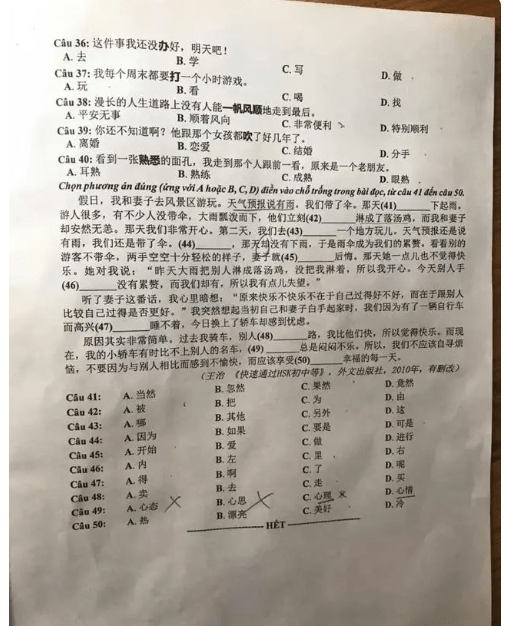 Câu 36: 这件事我还没办好，明天吧！
A. 去 B. 学 C. 写 D. 做
Câu 37: 我每个周末都要打一个小时游戏。
A. 玩 B. 看 C. 喝 D. 找
Câu 38: 漫长的人生道路上没有人能一帆风顺地走到最后。
A. 平安无事 B. 顺着风向 C. 非常便利 D. 特别顺利
Câu 39: 你还不知道啊？他跟那个女孩都吹了好几年了。
A. 离婚 B. 恋爱 C. 结婚 D. 分手
Câu 40: 看到一张熟悉的面孔，我走到那个人跟前一看，原来是一个老朋友。
A. 耳熟 B. 熟练 C. 成熟 D. 眼熟
Chọn phương án đúng (ứng với A hoặc B, C, D) điền vào chỗ trống trong bài đọc, từ câu 41 đến câu 50.
假日，我和妻子去风景区游玩。天气预报说有雨，我们带了伞。那天(41)______下起雨，
游人很多，有不少人没带伞，大雨瓢泼而下，他们立刻(42)______淋成了落汤鸡，而我和妻子
却安然无恙。那天我们非常开心。第二天，我们去(43)______一个地方玩儿。天气预报还是说
有雨，我们还是带了伞。(44)______，那天却没有下雨，于是雨伞成为我们的累赘。看看别的
游客不带伞，两手空空十分轻松的样子，妻子就(45)______后悔。那天她一点儿也不觉得快
乐。她对我说：“昨天大雨把别人淋成落汤鸡，没把我淋着，所以我开心。今天别人手
(46)______没有累赘，而我们却有，所以我有点儿失望。”
听了妻子这番话，我心里暗想：“原来快乐不快乐不在于自己过得好不好，而在于跟别人
比较自己过得是否更好。”我突然想起当初自己和妻子白手起家时，我们因为有了一辆自行车
而高兴(47)______睡不着，今日换上了轿车却感到忧虑。
原因其实非常简单。过去我骑车，别人(48)______路，我比他们快，所以觉得快乐。而现
在，我的小轿车有时比不上别人的名车，(49)______总是闷闷不乐。所以，我们不应该自寻烦
恼，不要因为与别人相比而感到不愉快，而应该享受(50)______幸福的每一天。
（王治 《快速通过HSK初中等》，外文出版社，2010年，有删改）
Câu 41: A. 当然 B. 忽然 C. 果然 D. 竟然
Câu 42: A. 被 B. 把 C. 为 D. 由
Câu 43: A. 哪 B. 其他 C. 另外 D. 这
Câu 44: A. 因为 B. 如果 C. 要是 D. 可是
Câu 45: A. 开始 B. 爱 C. 做 D. 进行
Câu 46: A. 内 B. 左 C. 里 D. 右
Câu 47: A. 得 B. 啊 C. 了 D. 呢
Câu 48: A. 卖 B. 去 C. 走 D. 买
Câu 49: A. 心态 B. 心思 C. 心理 D. 心情
Câu 50: A. 热 B. 漂亮 C. 美好 D. 冷
HẾT